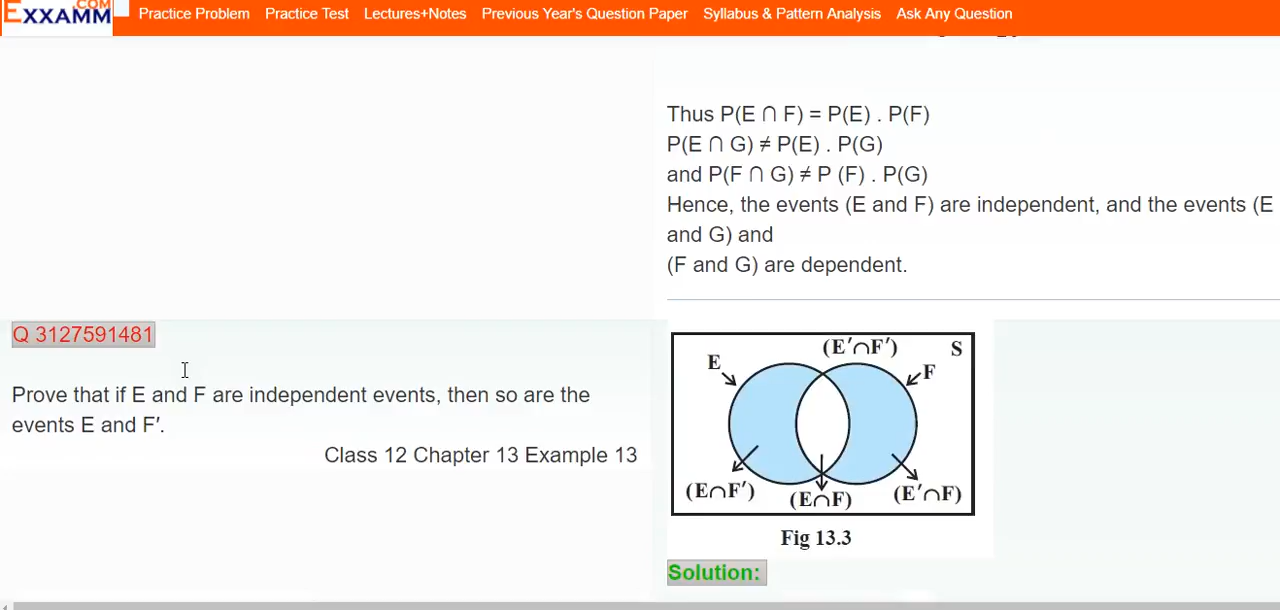 .COM
EXXAMM
Practice Problem Practice Test Lectures+Notes Previous Year's Question Paper Syllabus & Pattern Analysis Ask Any Question
Thus P(E ∩ F) = P(E) . P(F)
P(E ∩ G) ≠ P(E) . P(G)
and P(F ∩ G) ≠ P (F) . P(G)
Hence, the events (E and F) are independent, and the events (E
and G) and
(F and G) are dependent.
Q 3127591481
Prove that if E and F are independent events, then so are the
events E and F′.
Class 12 Chapter 13 Example 13
(E′∩F′) S
E
F
(E∩F′) (E∩F) (E′∩F)
Fig 13.3
Solution: